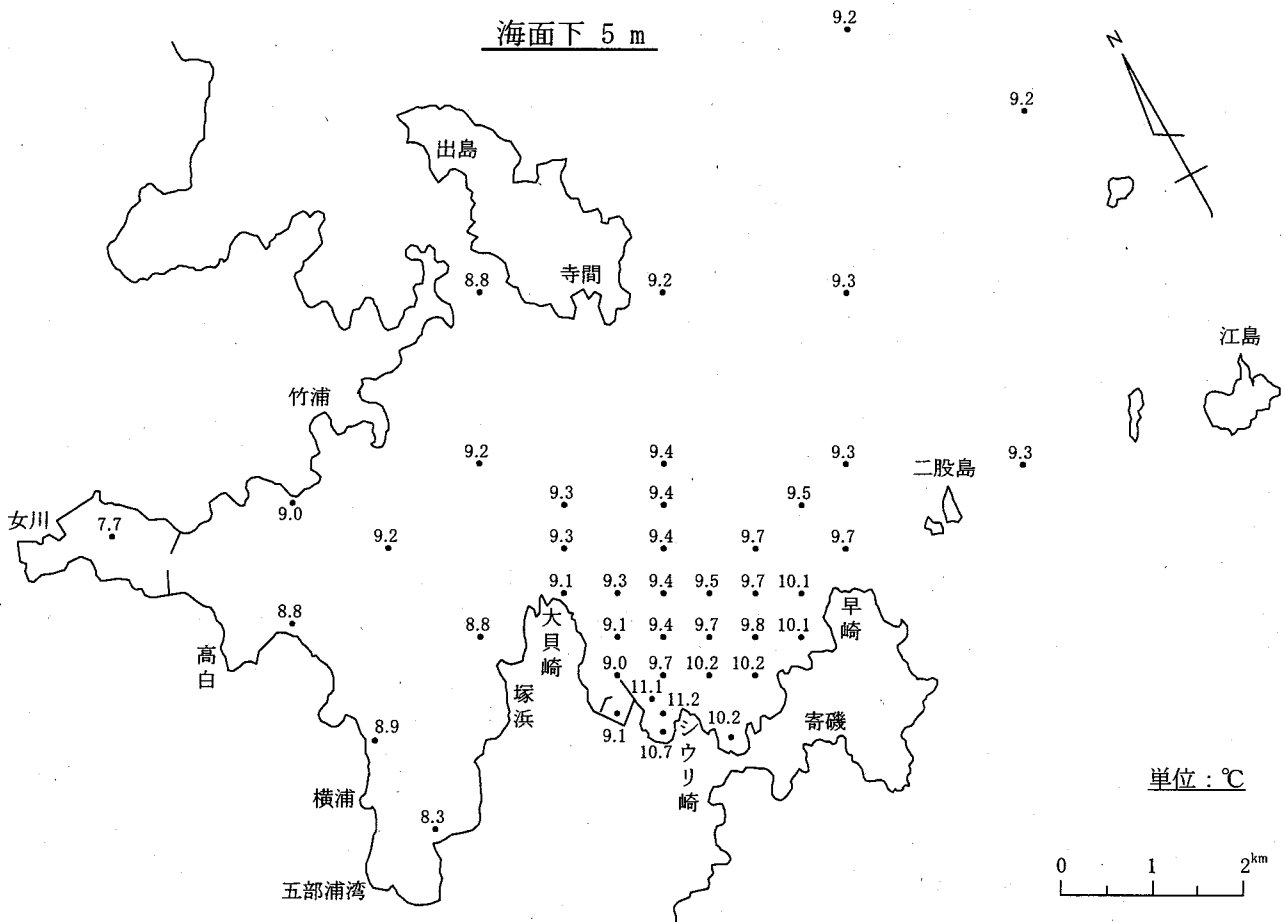 9.2
海面下 5 m
N
9.2
出島
寺間
8.8
9.2
9.3
江島
竹浦
9.2
9.4
9.3
二股島
9.3
9.3
9.4
9.5
女川
7.7
9.0
9.2
9.3
9.4
9.7
9.7
9.1
9.3
9.4
9.5
9.7
10.1
8.8
8.8
大貝崎
9.1
9.4
9.7
9.8
10.1
早崎
高白
9.0
9.7
10.2
10.2
塚浜
11.1
11.2
8.9
9.1
10.7
シウリ崎
10.2
寄磯
横浦
8.3
単位:℃
五部浦湾
0 1 2km